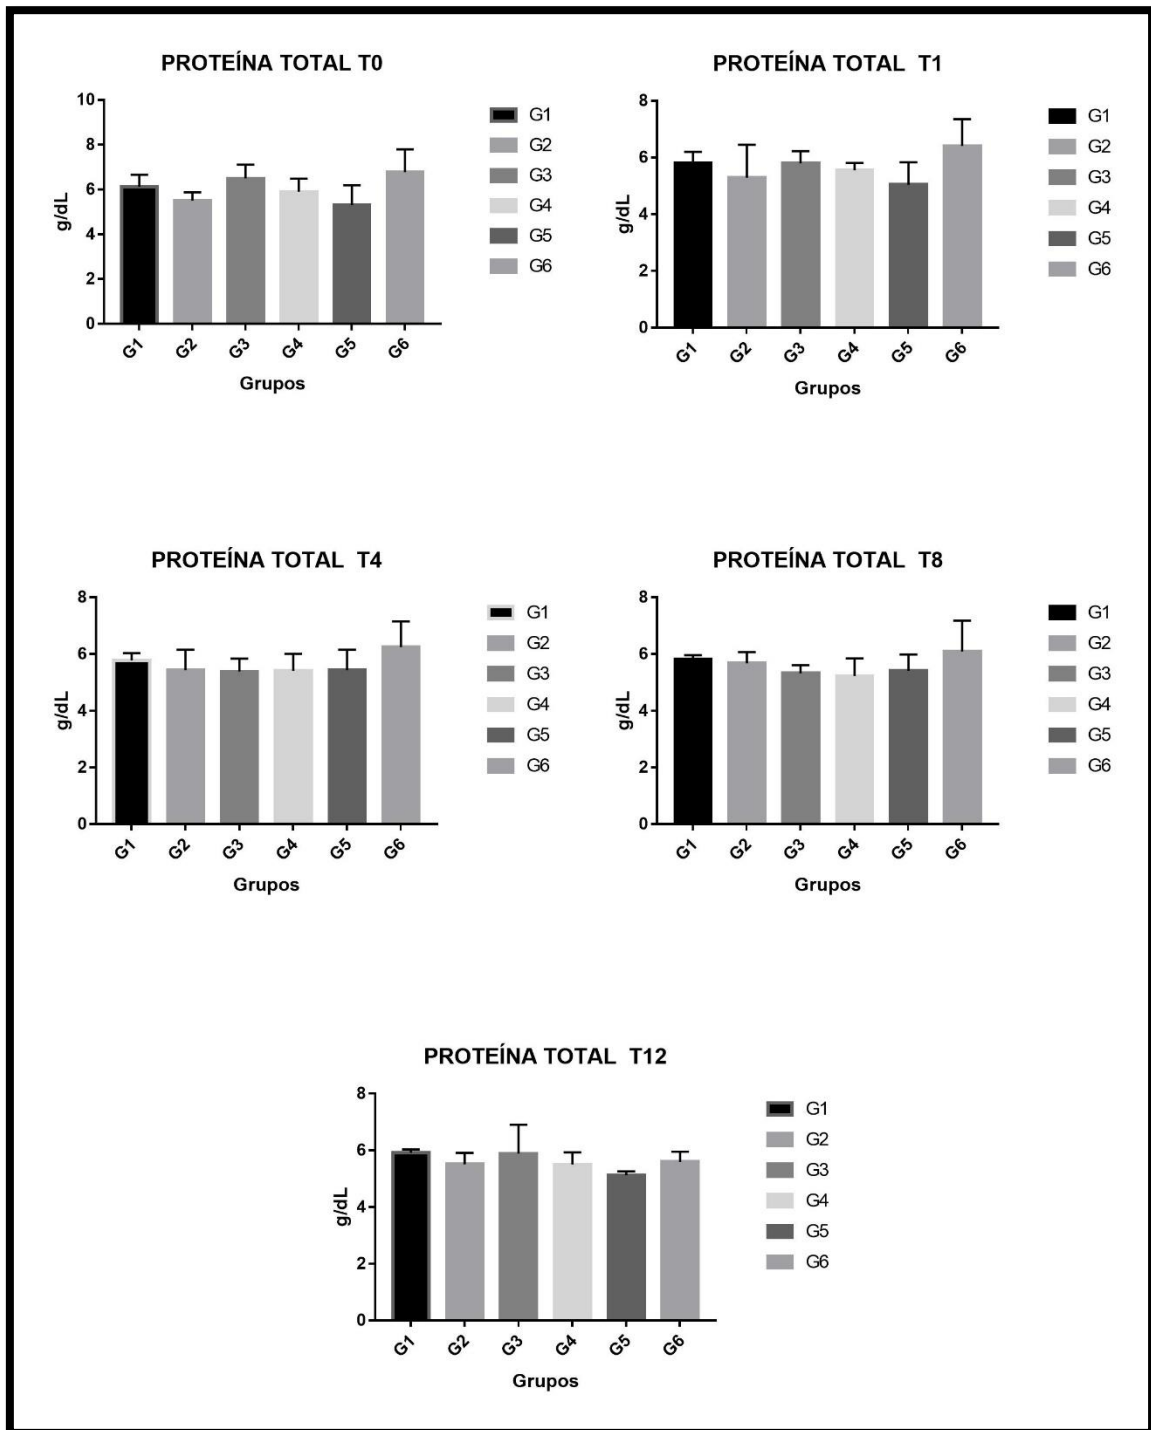 PROTEÍNA TOTAL T0
10
8
6
4
2
0
g/dL
G1
G2
G3
G4
G5
G6
Grupos
G1
G2
G3
G4
G5
G6
PROTEÍNA TOTAL T1
8
6
4
2
0
g/dL
G1
G2
G3
G4
G5
G6
Grupos
G1
G2
G3
G4
G5
G6
PROTEÍNA TOTAL T4
8
6
4
2
0
g/dL
G1
G2
G3
G4
G5
G6
Grupos
G1
G2
G3
G4
G5
G6
PROTEÍNA TOTAL T8
8
6
4
2
0
g/dL
G1
G2
G3
G4
G5
G6
Grupos
G1
G2
G3
G4
G5
G6
PROTEÍNA TOTAL T12
8
6
4
2
0
g/dL
G1
G2
G3
G4
G5
G6
Grupos
G1
G2
G3
G4
G5
G6